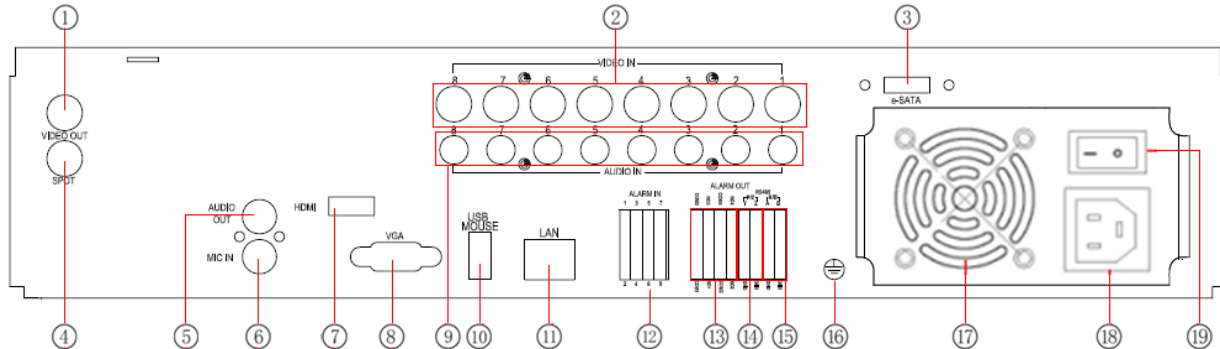 ① ② ③
VIDEO IN
8 7 6 5 4 3 2 1
e-SATA
VIDEO OUT
8 7 6 5 4 3 2 1
SPOT
AUDIO IN
⑲
AUDIO OUT
HDMI
ALARM IN
ALARM OUT
RS485
1 3 5 7
USB MOUSE
LAN
VGA
MIC IN
2 4 6 8
④ ⑤ ⑥ ⑦ ⑧ ⑨ ⑩ ⑪ ⑫ ⑬ ⑭ ⑮ ⑯ ⑰ ⑱